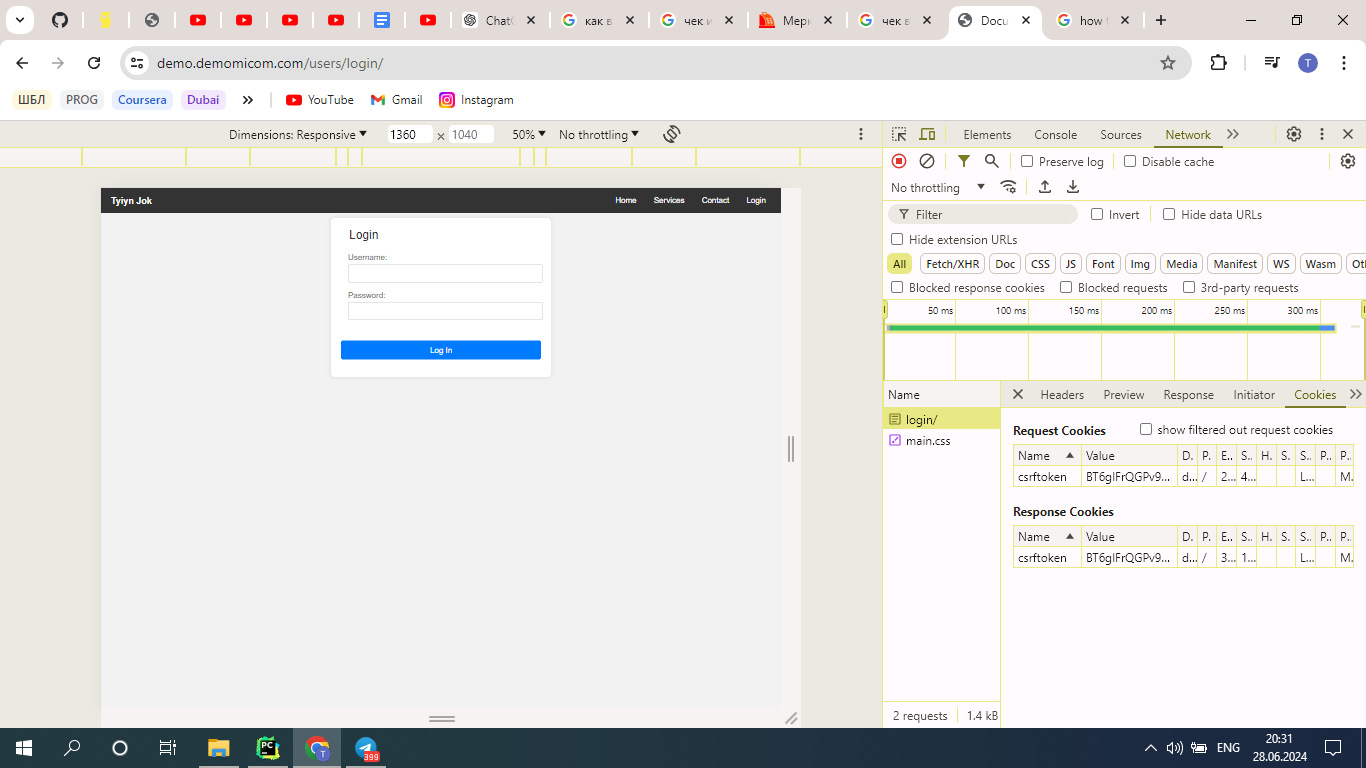 ChatG
как в
чек и
Мери
чек в
Docu
how t
demo.demomicom.com/users/login/
T
ШБЛ
PROG
Coursera
Dubai
YouTube
Gmail
Instagram
Dimensions: Responsive
1360
×
1040
50%
No throttling
Elements
Console
Sources
Network
Preserve log
Disable cache
No throttling
Filter
Invert
Hide data URLs
Hide extension URLs
All
Fetch/XHR
Doc
CSS
JS
Font
Img
Media
Manifest
WS
Wasm
Ot
Blocked response cookies
Blocked requests
3rd-party requests
50 ms
100 ms
150 ms
200 ms
250 ms
300 ms
Tyiyn Jok
Home
Services
Contact
Login
Login
Username:
Password:
Log In
Name
login/
main.css
Headers
Preview
Response
Initiator
Cookies
Request Cookies
show filtered out request cookies
Name Value D. P. E.. S.. H. S. S.. P.. P..
csrftoken BT6gIFrQGPv9... d... / 2... 4... L... M
Response Cookies
Name Value D. P. E.. S.. H. S. S.. P.. P..
csrftoken BT6gIFrQGPv9... d... / 3... 1... L... M
2 requests
1.4 kB
PC
T
399
ENG
20:31
28.06.2024